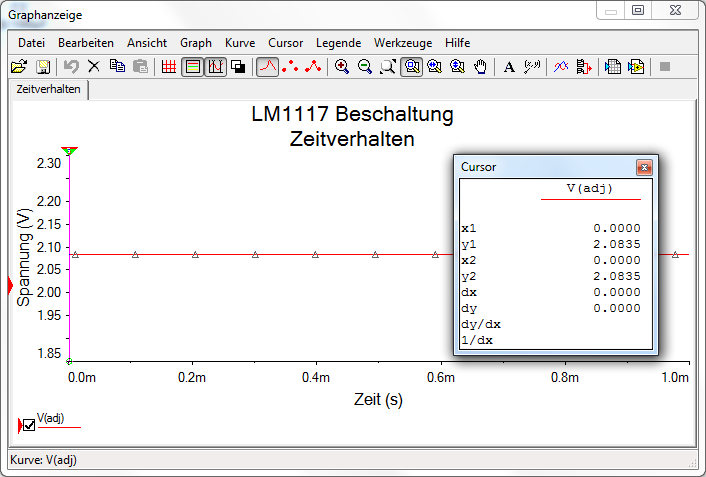 Graphanzeige
Datei Bearbeiten Ansicht Graph Kurve Cursor Legende Werkzeuge Hilfe
A
Zeitverhalten
LM1117 Beschaltung
Zeitverhalten
Spannung (V)
2.30
2.20
2.15
2.10
2.05
2.00
1.95
1.85
0.0m 0.2m 0.4m 0.6m 0.8m 1.0m
Zeit (s)
V(adj)
Cursor
V(adj)
x1 0.0000
y1 2.0835
x2 0.0000
y2 2.0835
dx 0.0000
dy 0.0000
dy/dx
1/dx
Kurve: V(adj)